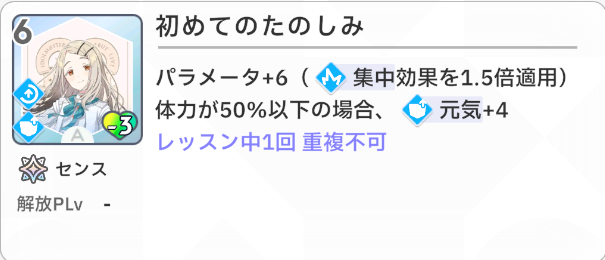 6
初めてのたのしみ
パラメータ+6（ 集中効果を1.5倍適用）
体力が50%以下の場合、 元気+4
レッスン中1回 重複不可
A
-3
センス
解放PLv -